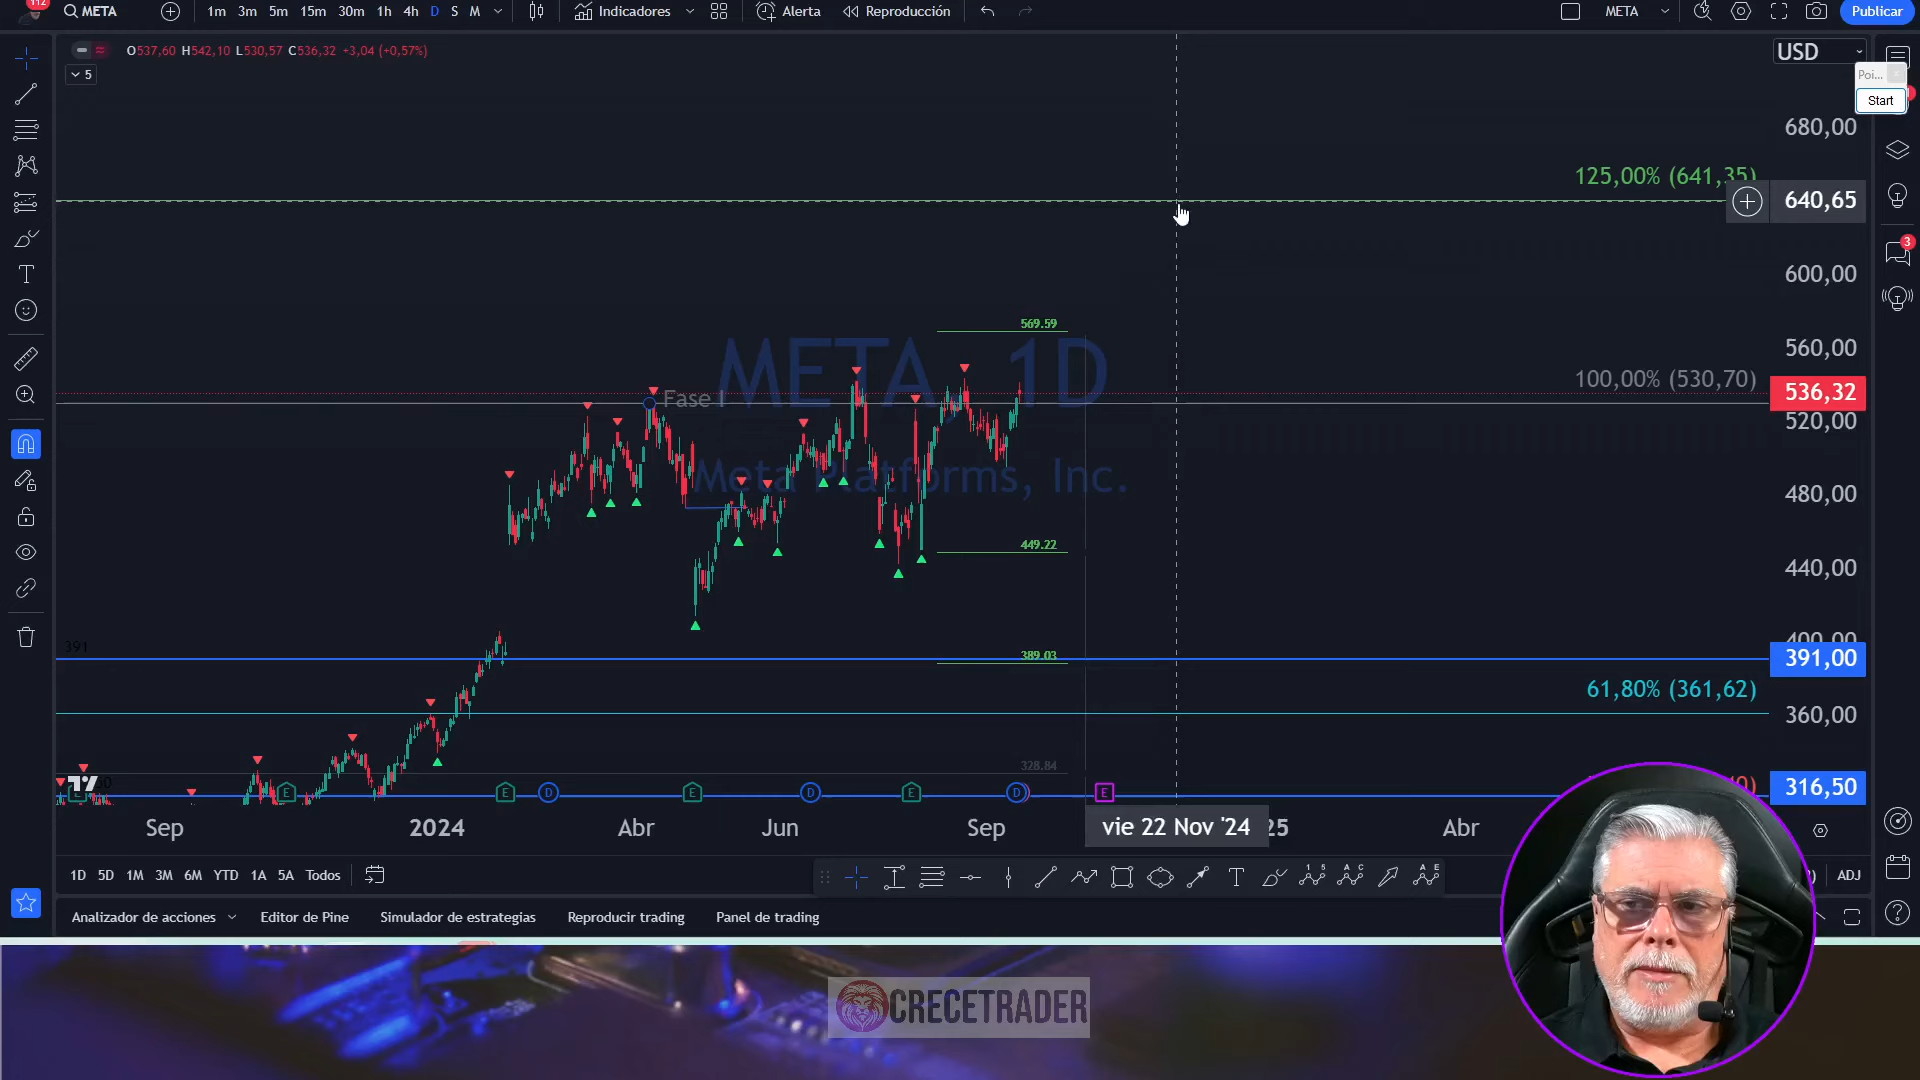 112
META
1m 3m 5m 15m 30m 1h 4h D S M
Indicadores
Alerta
Reproducción
META
Publicar
O537,60 H542,10 L530,57 C536,32 +3,04 (+0,57%)
5
USD
Poi...
Start
680,00
125,00% (641,35)
640,65
600,00
3
569.59
560,00
META, 1D
100,00% (530,70)
536,32
Fase I
520,00
Meta Platforms, Inc.
480,00
449.22
440,00
391
389.03
400,00
391,00
61,80% (361,62)
360,00
328.84
316,50
E E E D E D E D E
Sep 2024 Abr Jun Sep vie 22 Nov '24 25 Abr
1D 5D 1M 3M 6M YTD 1A 5A Todos
ADJ
Analizador de acciones Editor de Pine Simulador de estrategias Reproducir trading Panel de trading
CRECETRADER